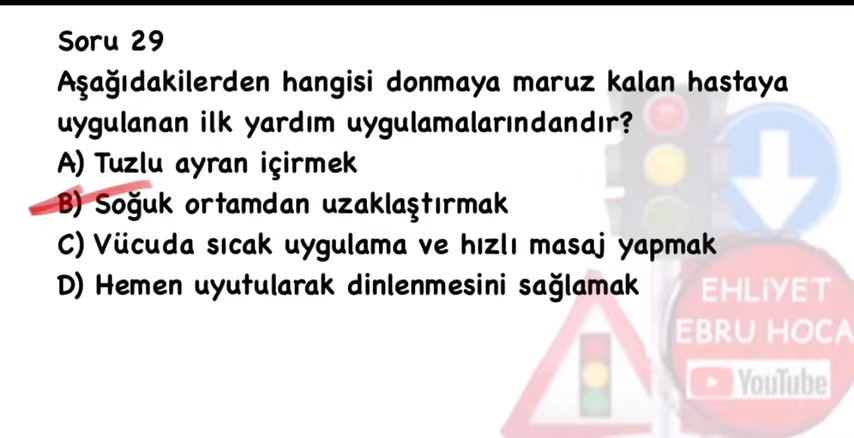 Soru 29
Aşağıdakilerden hangisi donmaya maruz kalan hastaya
uygulanan ilk yardım uygulamalarındandır?
A) Tuzlu ayran içirmek
B) Soğuk ortamdan uzaklaştırmak
C) Vücuda sıcak uygulama ve hızlı masaj yapmak
D) Hemen uyutularak dinlenmesini sağlamak
EHLİYET
EBRU HOCA
YouTube